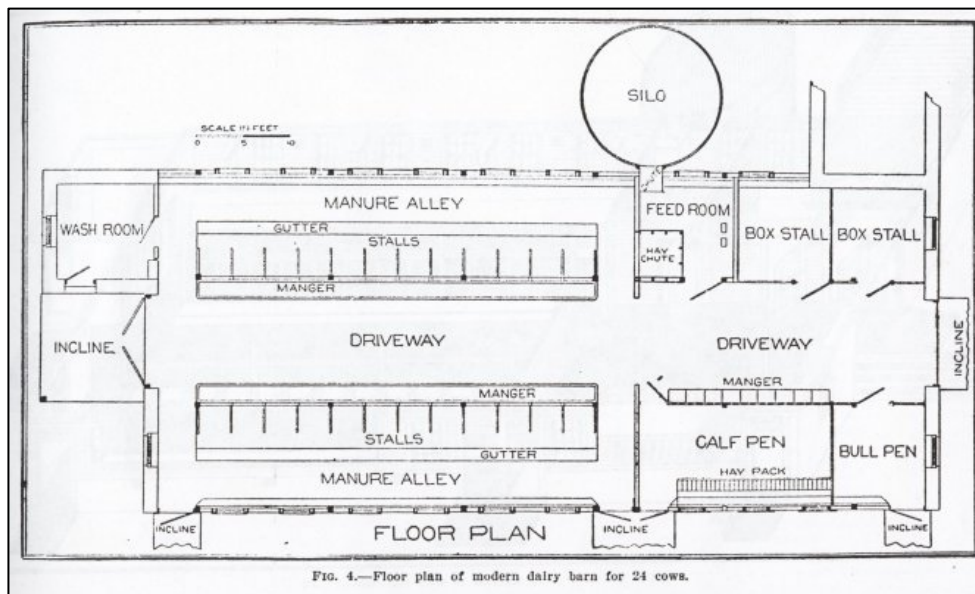 SILO
SCALE IN FEET
0 5 10
MANURE ALLEY
WASH ROOM
FEED ROOM
GUTTER
STALLS
BOX STALL
BOX STALL
HAY
CHUTE
MANGER
INCLINE
DRIVEWAY
DRIVEWAY
INCLINE
MANGER
MANGER
STALLS
CALF PEN
BULL PEN
GUTTER
HAY PACK
MANURE ALLEY
INCLINE
FLOOR PLAN
INCLINE
INCLINE
FIG. 4.—Floor plan of modern dairy barn for 24 cows.